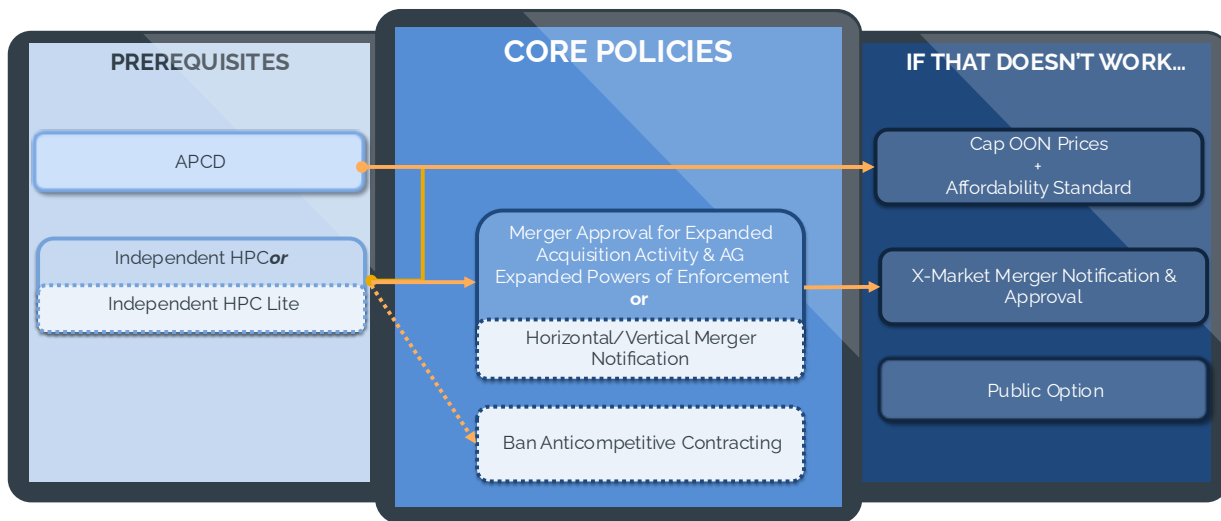 PREREQUISITES
APCD
Independent HPCor
Independent HPC Lite
CORE POLICIES
Merger Approval for Expanded
Acquisition Activity & AG
Expanded Powers of Enforcement
or
Horizontal/Vertical Merger
Notification
Ban Anticompetitive Contracting
IF THAT DOESN'T WORK...
Cap OON Prices
+
Affordability Standard
X-Market Merger Notification &
Approval
Public Option